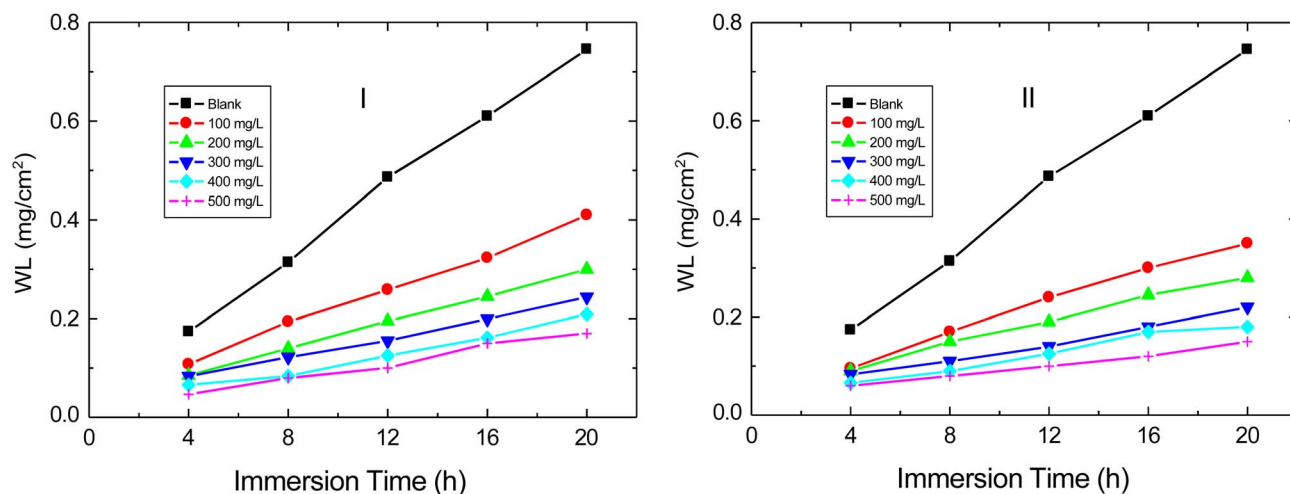 0.8
0.6
0.4
0.2
0.0
WL (mg/cm²)
I
Blank
100 mg/L
200 mg/L
300 mg/L
400 mg/L
500 mg/L
0 4 8 12 16 20
Immersion Time (h)
0.8
0.6
0.4
0.2
0.0
WL (mg/cm²)
II
Blank
100 mg/L
200 mg/L
300 mg/L
400 mg/L
500 mg/L
0 4 8 12 16 20
Immersion Time (h)